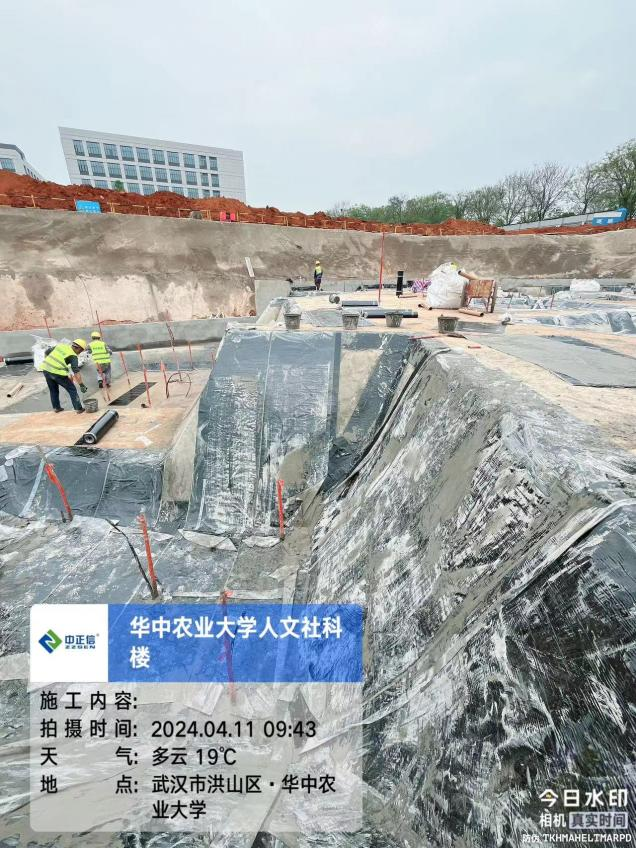 中正信®
ZZSEN
华中农业大学人文社科
楼
施工内容:
拍摄时间: 2024.04.11 09:43
天气: 多云 19℃
地点: 武汉市洪山区·华中农
业大学
今日水印
相机 真实时间
防伪 TKHMAHELTMARPD